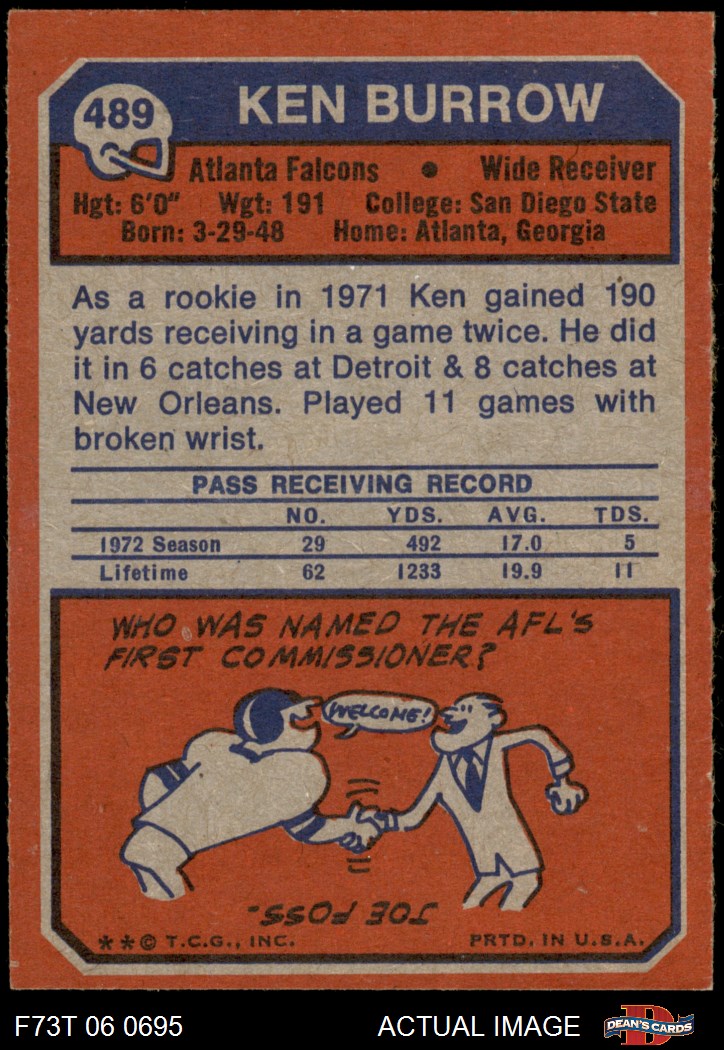 489
KEN BURROW
Atlanta Falcons • Wide Receiver
Hgt: 6'0" Wgt: 191 College: San Diego State
Born: 3-29-48 Home: Atlanta, Georgia
As a rookie in 1971 Ken gained 190
yards receiving in a game twice. He did
it in 6 catches at Detroit & 8 catches at
New Orleans. Played 11 games with
broken wrist.
PASS RECEIVING RECORD
NO. YDS. AVG. TDS.
1972 Season 29 492 17.0 5
Lifetime 62 1233 19.9 11
WHO WAS NAMED THE AFL'S
FIRST COMMISSIONER?
WELCOME!
JOE FOSS.
**© T.C.G., INC. PRTD. IN U.S.A.
F73T 06 0695 ACTUAL IMAGE
D
DEAN'S CARDS